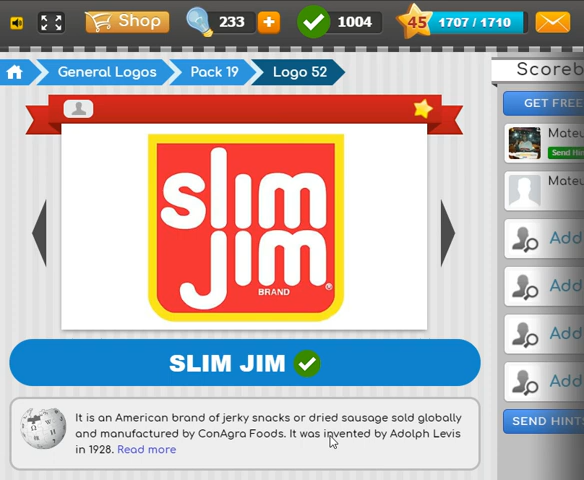 Shop
233
1004
45
1707 / 1710
General Logos
Pack 19
Logo 52
Scoreb
GET FREE
Mateu
Send Hin
Mateu
slim
jim
BRAND ®
Add
Add
Add
Add
SLIM JIM
It is an American brand of jerky snacks or dried sausage sold globally
and manufactured by ConAgra Foods. It was invented by Adolph Levis
in 1928. Read more
SEND HINTS